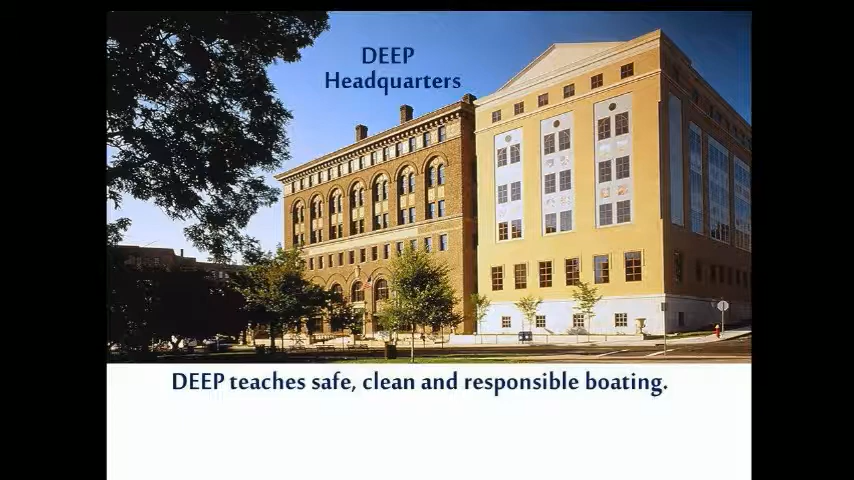 DEEP
Headquarters
DEEP teaches safe, clean and responsible boating.